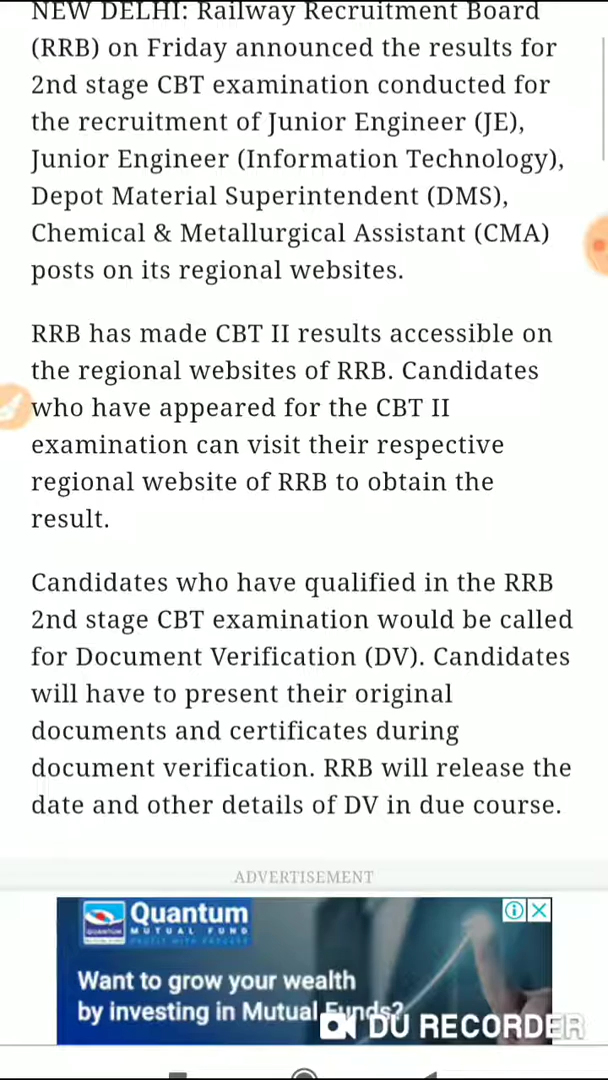 NEW DELHI: Railway Recruitment Board
(RRB) on Friday announced the results for
2nd stage CBT examination conducted for
the recruitment of Junior Engineer (JE),
Junior Engineer (Information Technology),
Depot Material Superintendent (DMS),
Chemical & Metallurgical Assistant (CMA)
posts on its regional websites.
RRB has made CBT II results accessible on
the regional websites of RRB. Candidates
who have appeared for the CBT II
examination can visit their respective
regional website of RRB to obtain the
result.
Candidates who have qualified in the RRB
2nd stage CBT examination would be called
for Document Verification (DV). Candidates
will have to present their original
documents and certificates during
document verification. RRB will release the
date and other details of DV in due course.
ADVERTISEMENT
Quantum
QUANTUM MUTUAL FUND
PROFIT WITH PROCESS
Want to grow your wealth
by investing in Mutual Funds?
DU RECORDER